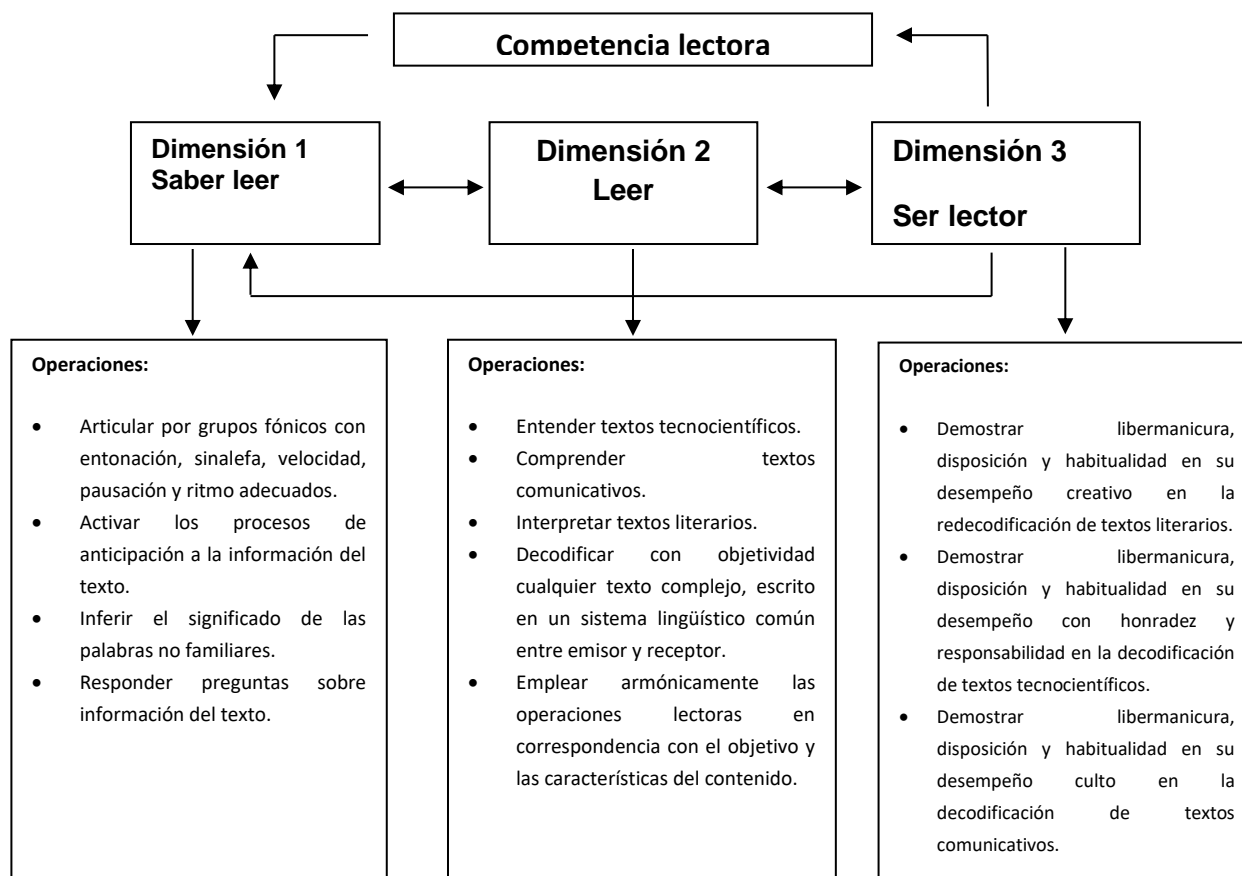 Competencia lectora
Dimensión 1
Saber leer
Dimensión 2
Leer
Dimensión 3
Ser lector
Operaciones:
• Articular por grupos fónicos con
entonación, sinalefa, velocidad,
pausación y ritmo adecuados.
• Activar los procesos de
anticipación a la información del
texto.
• Inferir el significado de las
palabras no familiares.
• Responder preguntas sobre
información del texto.
Operaciones:
• Entender textos tecnocientíficos.
• Comprender textos
comunicativos.
• Interpretar textos literarios.
• Decodificar con objetividad
cualquier texto complejo, escrito
en un sistema lingüístico común
entre emisor y receptor.
• Emplear armónicamente las
operaciones lectoras en
correspondencia con el objetivo y
las características del contenido.
Operaciones:
• Demostrar libermanicura,
disposición y habitualidad en su
desempeño creativo en la
redecodificación de textos literarios.
• Demostrar libermanicura,
disposición y habitualidad en su
desempeño con honradez y
responsabilidad en la decodificación
de textos tecnocientíficos.
• Demostrar libermanicura,
disposición y habitualidad en su
desempeño culto en la
decodificación de textos
comunicativos.